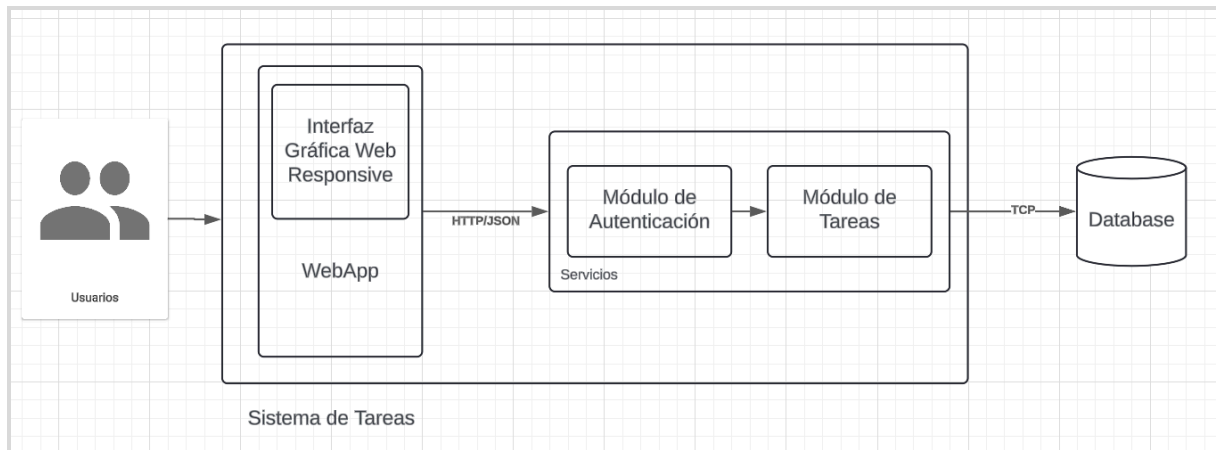 Usuarios
Interfaz
Gráfica Web
Responsive
WebApp
HTTP/JSON
Módulo de
Autenticación
Módulo de
Tareas
Servicios
TCP
Database
Sistema de Tareas